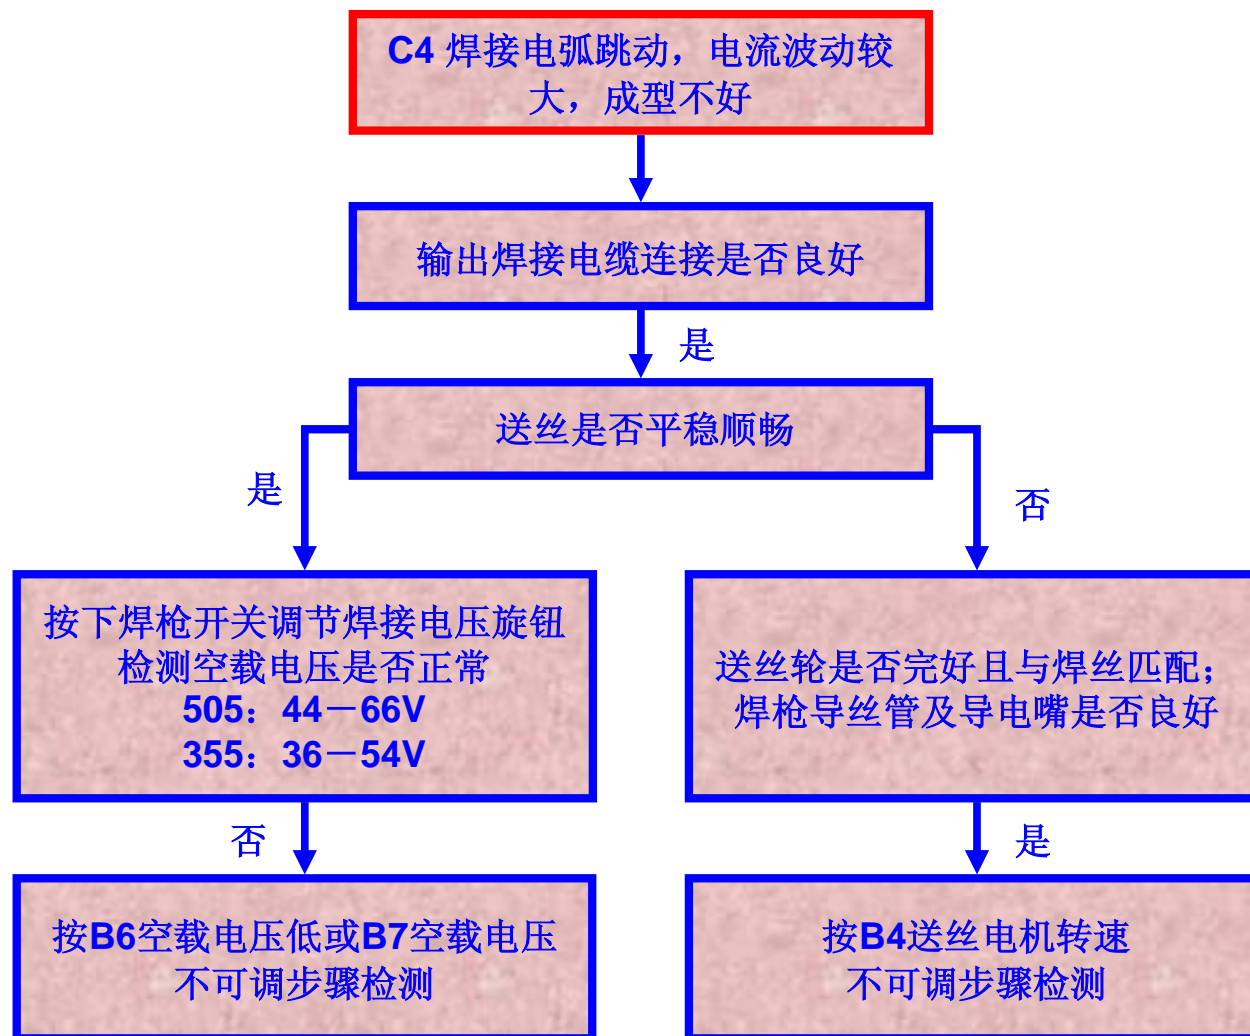 C4 焊接电弧跳动，电流波动较
大，成型不好
输出焊接电缆连接是否良好
是
送丝是否平稳顺畅
是
否
按下焊枪开关调节焊接电压旋钮
检测空载电压是否正常
505：44－66V
355：36－54V
送丝轮是否完好且与焊丝匹配；
焊枪导丝管及导电嘴是否良好
否
是
按B6空载电压低或B7空载电压
不可调步骤检测
按B4送丝电机转速
不可调步骤检测